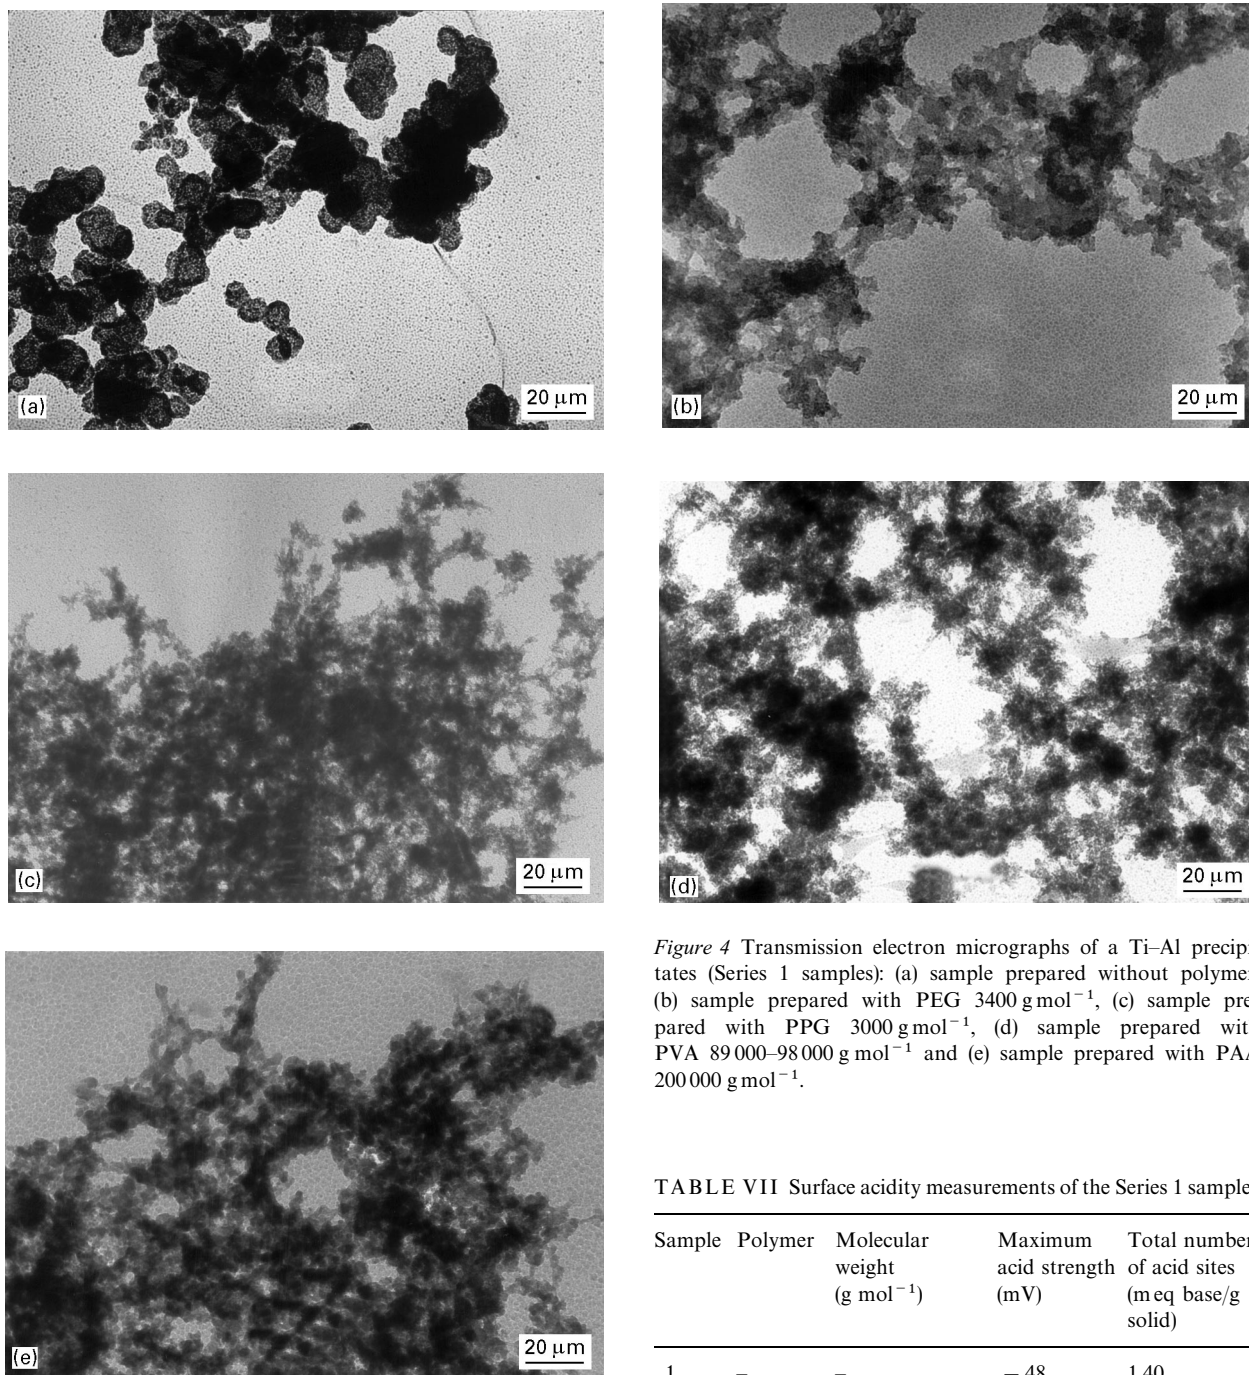 (a)
20 μm
(b)
20 μm
(c)
20 μm
(d)
20 μm
(e)
20 μm
Figure 4 Transmission electron micrographs of a Ti–Al precipi
tates (Series 1 samples): (a) sample prepared without polymer
(b) sample prepared with PEG 3400 g mol⁻¹, (c) sample pre
pared with PPG 3000 g mol⁻¹, (d) sample prepared wit
PVA 89 000–98 000 g mol⁻¹ and (e) sample prepared with PAA
200 000 g mol⁻¹.
TABLE VII Surface acidity measurements of the Series 1 sample
Sample Polymer Molecular weight (g mol⁻¹) Maximum acid strength (mV) Total number of acid sites (m eq base/g solid)
1 – – −48 1.40